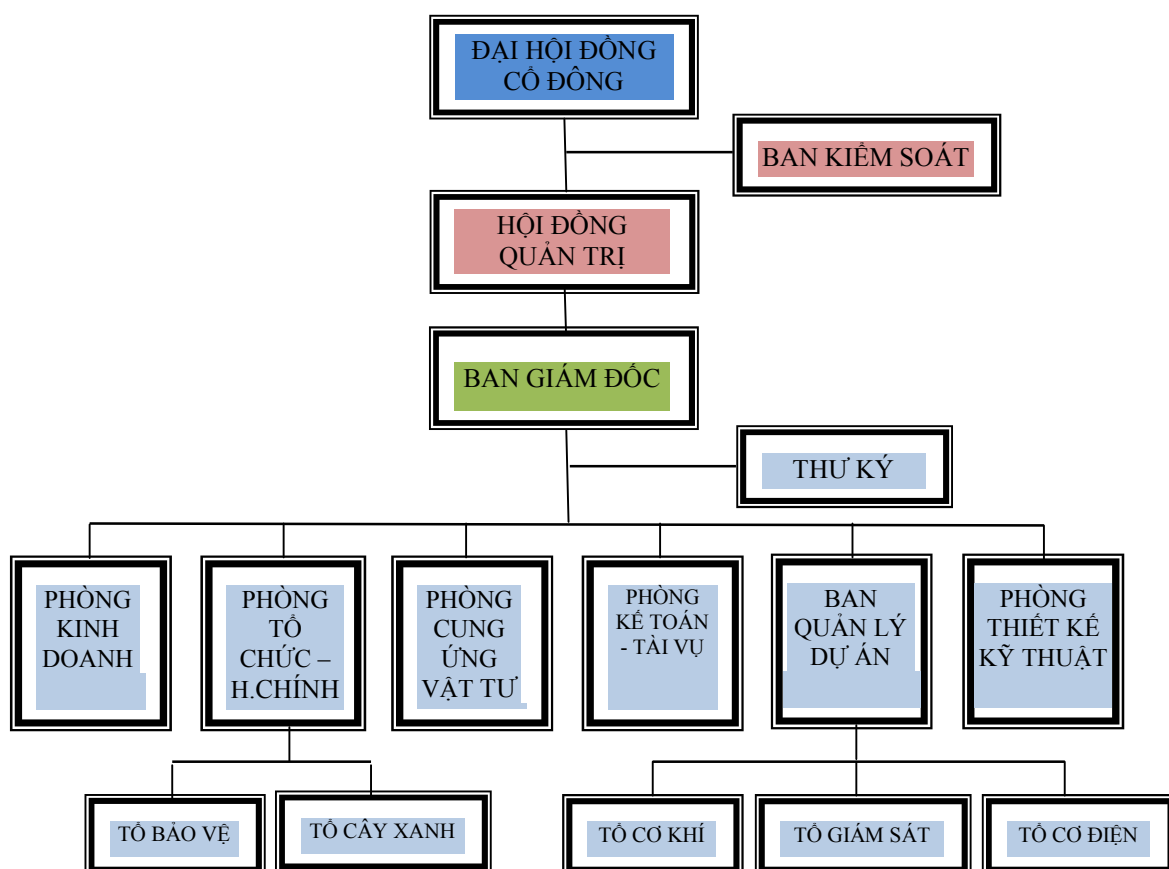 ĐẠI HỘI ĐỒNG
CỔ ĐÔNG
BAN KIỂM SOÁT
HỘI ĐỒNG
QUẢN TRỊ
BAN GIÁM ĐỐC
THƯ KÝ
PHÒNG
KINH
DOANH
PHÒNG
TỔ
CHỨC –
H.CHÍNH
PHÒNG
CUNG
ỨNG
VẬT TƯ
PHÒNG
KẾ TOÁN
- TÀI VỤ
BAN
QUẢN LÝ
DỰ ÁN
PHÒNG
THIẾT KẾ
KỸ THUẬT
TỔ BẢO VỆ
TỔ CÂY XANH
TỔ CƠ KHÍ
TỔ GIÁM SÁT
TỔ CƠ ĐIỆN